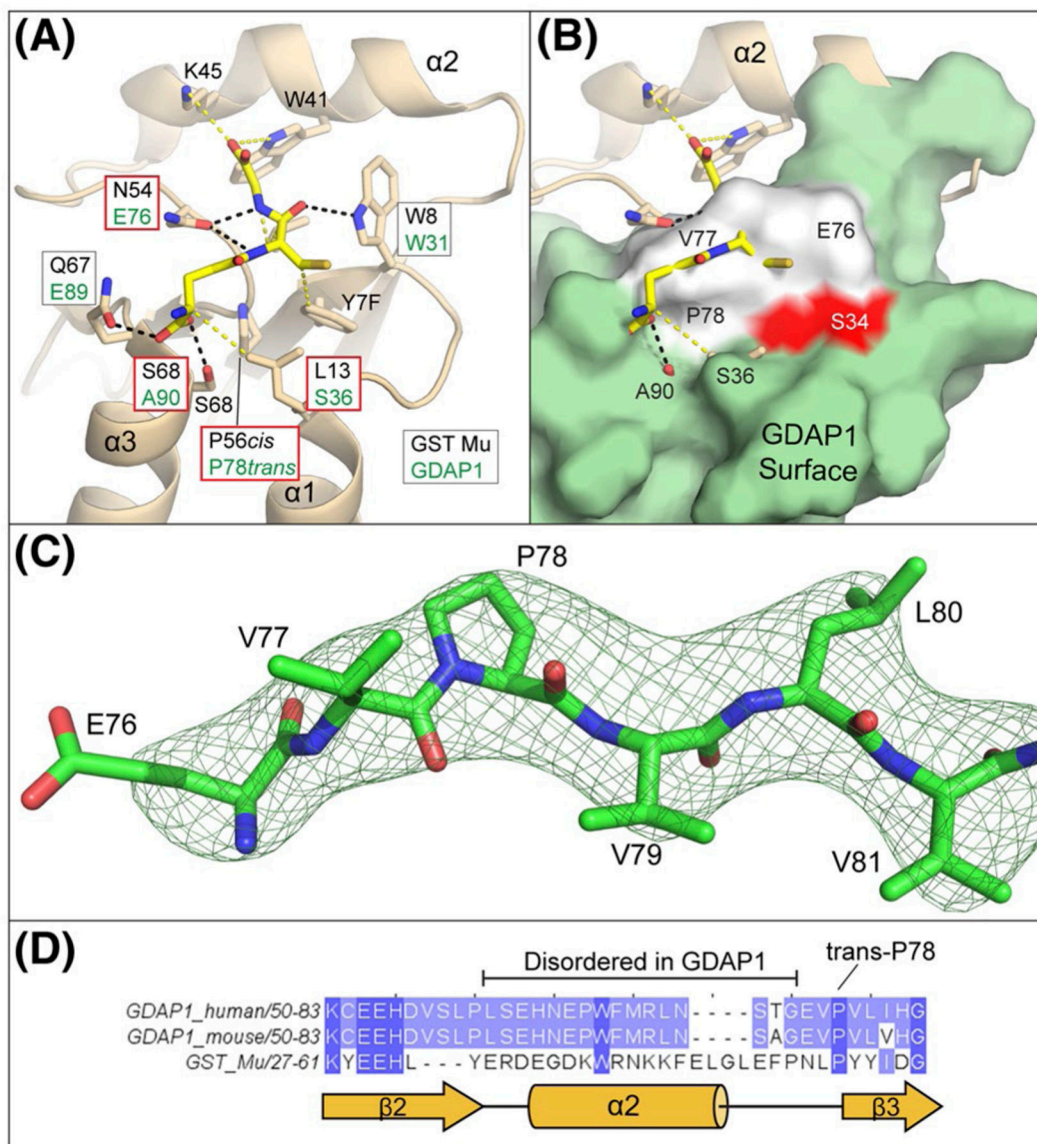 (A)
α2
K45
W41
N54
E76
W8
W31
Q67
E89
Y7F
S68
A90
S68
L13
S36
α3
P56cis
P78trans
α1
GST Mu
GDAP1
(B)
α2
V77
E76
P78
S34
A90
S36
GDAP1
Surface
(C)
P78
V77
L80
E76
V79
V81
(D)
trans-P78
Disordered in GDAP1
GDAP1_human/50-83 KCEEHDVSLPLSEHNEPWFMRLN----STGEVPVLIHG
GDAP1_mouse/50-83 KCEEHDVSLPLSEHNEPWFMRLN----SAGEVPVLVHG
GST_Mu/27-61 KYEEHL---YERDEGDKWRNKKFELGLEFPNLPYYIDG
β2 α2 β3